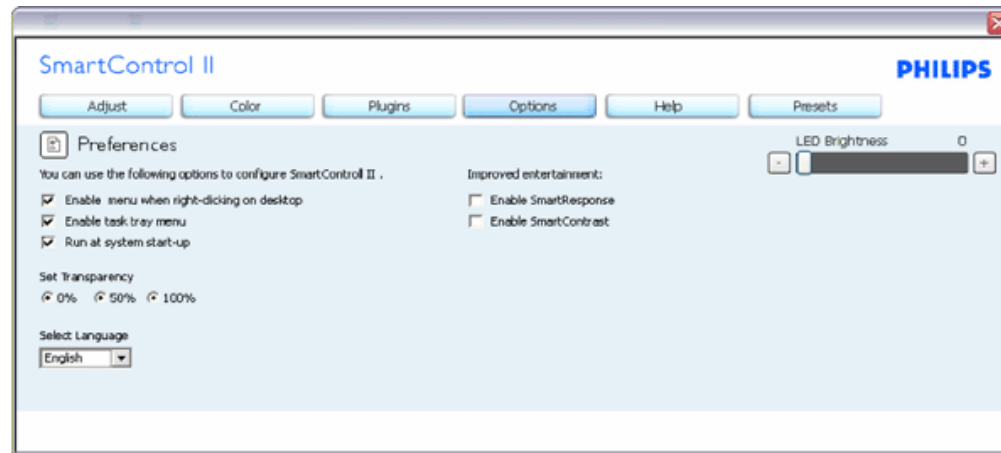 SmartControl II
PHILIPS
Adjust Color Plugins Options Help Presets
Preferences
LED Brightness 0
You can use the following options to configure SmartControl II .
Improved entertainment:
Enable menu when right-clicking on desktop
Enable SmartResponse
Enable task tray menu
Enable SmartContrast
Run at system start-up
Set Transparency
0% 50% 100%
Select Language
English